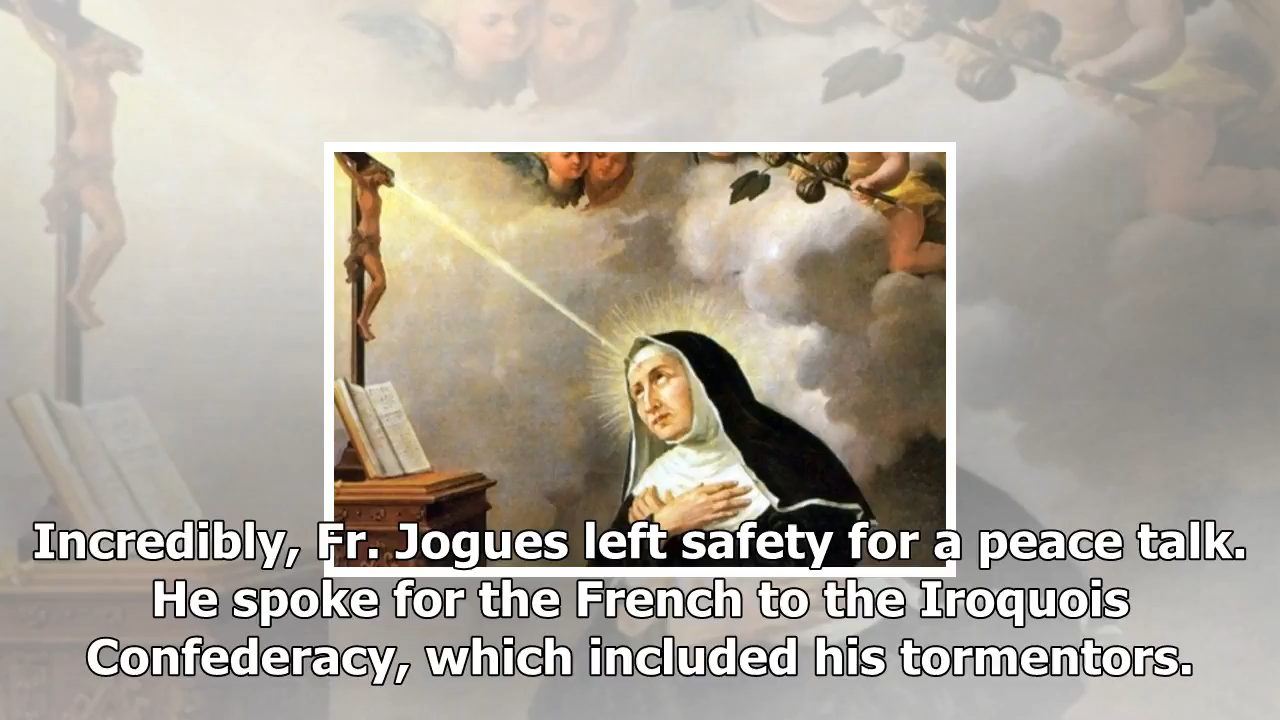 Incredibly, Fr. Jogues left safety for a peace talk.
He spoke for the French to the Iroquois
Confederacy, which included his tormentors.